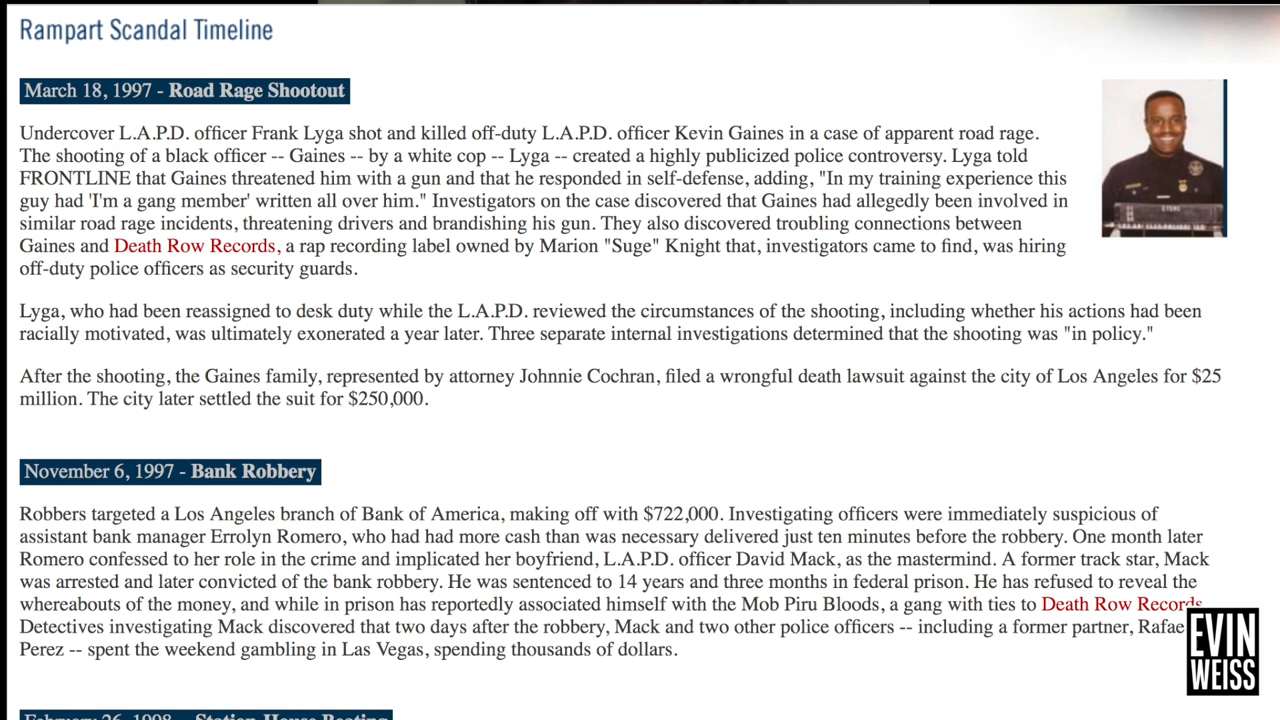 Rampart Scandal Timeline
March 18, 1997 - Road Rage Shootout
Undercover L.A.P.D. officer Frank Lyga shot and killed off-duty L.A.P.D. officer Kevin Gaines in a case of apparent road rage.
The shooting of a black officer -- Gaines -- by a white cop -- Lyga -- created a highly publicized police controversy. Lyga told
FRONTLINE that Gaines threatened him with a gun and that he responded in self-defense, adding, "In my training experience this
guy had 'I'm a gang member' written all over him." Investigators on the case discovered that Gaines had allegedly been involved in
similar road rage incidents, threatening drivers and brandishing his gun. They also discovered troubling connections between
Gaines and Death Row Records, a rap recording label owned by Marion "Suge" Knight that, investigators came to find, was hiring
off-duty police officers as security guards.
Lyga, who had been reassigned to desk duty while the L.A.P.D. reviewed the circumstances of the shooting, including whether his actions had been
racially motivated, was ultimately exonerated a year later. Three separate internal investigations determined that the shooting was "in policy."
After the shooting, the Gaines family, represented by attorney Johnnie Cochran, filed a wrongful death lawsuit against the city of Los Angeles for $25
million. The city later settled the suit for $250,000.
November 6, 1997 - Bank Robbery
Robbers targeted a Los Angeles branch of Bank of America, making off with $722,000. Investigating officers were immediately suspicious of
assistant bank manager Errolyn Romero, who had had more cash than was necessary delivered just ten minutes before the robbery. One month later
Romero confessed to her role in the crime and implicated her boyfriend, L.A.P.D. officer David Mack, as the mastermind. A former track star, Mack
was arrested and later convicted of the bank robbery. He was sentenced to 14 years and three months in federal prison. He has refused to reveal the
whereabouts of the money, and while in prison has reportedly associated himself with the Mob Piru Bloods, a gang with ties to Death Row Records
Detectives investigating Mack discovered that two days after the robbery, Mack and two other police officers -- including a former partner, Rafae
Perez -- spent the weekend gambling in Las Vegas, spending thousands of dollars.
February 26, 1998 - Station House Beating
EVIN
WEISS